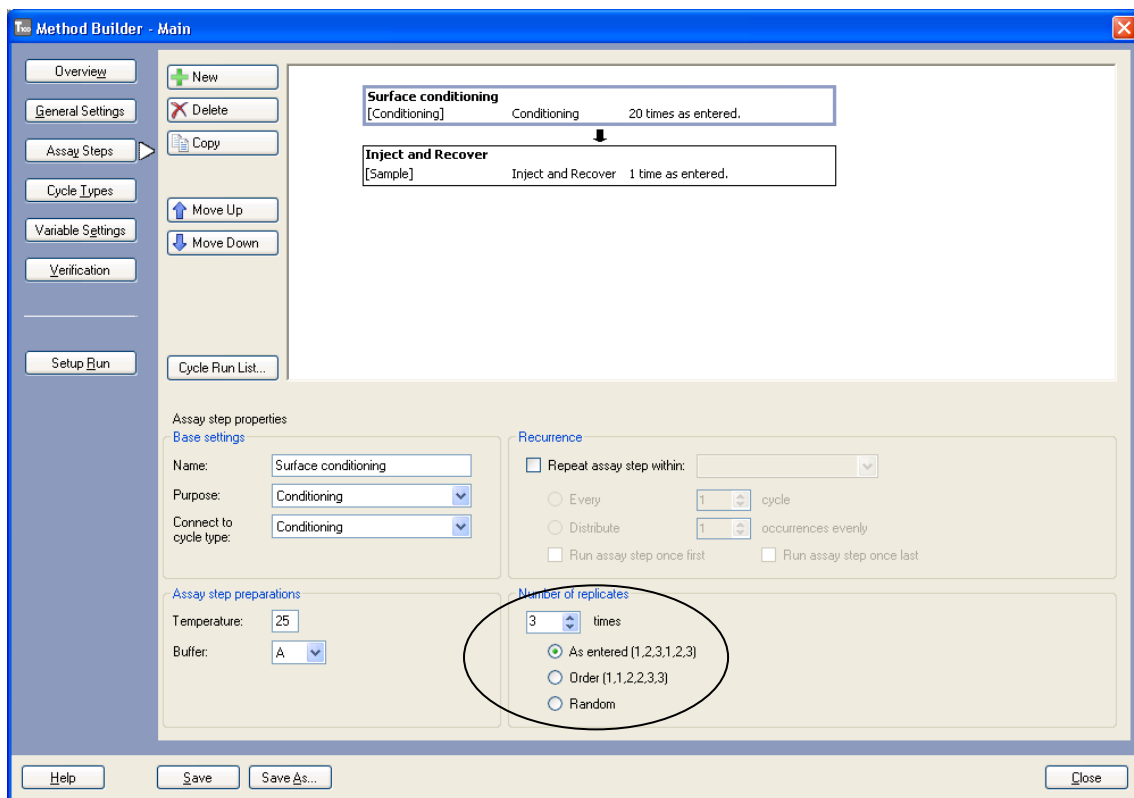 T100 Method Builder - Main
Overview
General Settings
Assay Steps
Cycle Types
Variable Settings
Verification
Setup Run
New
Delete
Copy
Move Up
Move Down
Cycle Run List...
Surface conditioning
[Conditioning] Conditioning 20 times as entered.
Inject and Recover
[Sample] Inject and Recover 1 time as entered.
Assay step properties
Base settings
Name: Surface conditioning
Purpose: Conditioning
Connect to
cycle type: Conditioning
Recurrence
Repeat assay step within:
Every 1 cycle
Distribute 1 occurrences evenly
Run assay step once first Run assay step once last
Assay step preparations
Temperature: 25
Buffer: A
Number of replicates
3 times
As entered (1,2,3,1,2,3)
Order (1,1,2,2,3,3)
Random
Help Save Save As... Close